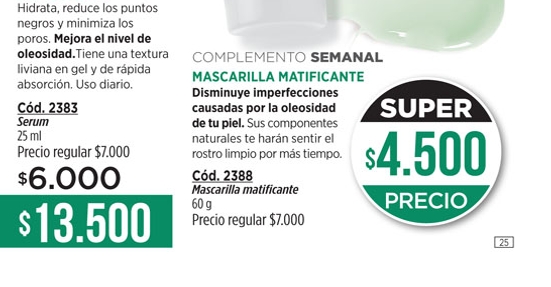 Hidrata, reduce los puntos
negros y minimiza los
poros. Mejora el nivel de
oleosidad.Tiene una textura
liviana en gel y de rápida
absorción. Uso diario.
Cód. 2383
Serum
25 ml
Precio regular $7.000
$6.000
$13.500
COMPLEMENTO SEMANAL
MASCARILLA MATIFICANTE
Disminuye imperfecciones
causadas por la oleosidad
de tu piel. Sus componentes
naturales te harán sentir el
rostro limpio por más tiempo.
Cód. 2388
Mascarilla matificante
60 g
Precio regular $7.000
SUPER
$4.500
PRECIO
25